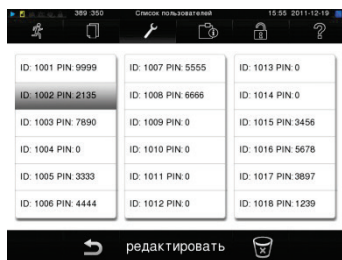 389 :350 Список пользователей 15:55 2011-12-19
ID: 1001 PIN: 9999 ID: 1007 PIN: 5555 ID: 1013 PIN: 0
ID: 1002 PIN: 2135 ID: 1008 PIN: 6666 ID: 1014 PIN: 0
ID: 1003 PIN: 7890 ID: 1009 PIN: 0 ID: 1015 PIN: 3456
ID: 1004 PIN: 0 ID: 1010 PIN: 0 ID: 1016 PIN: 5678
ID: 1005 PIN: 3333 ID: 1011 PIN: 0 ID: 1017 PIN: 3897
ID: 1006 PIN: 4444 ID: 1012 PIN: 0 ID: 1018 PIN: 1239
редактировать